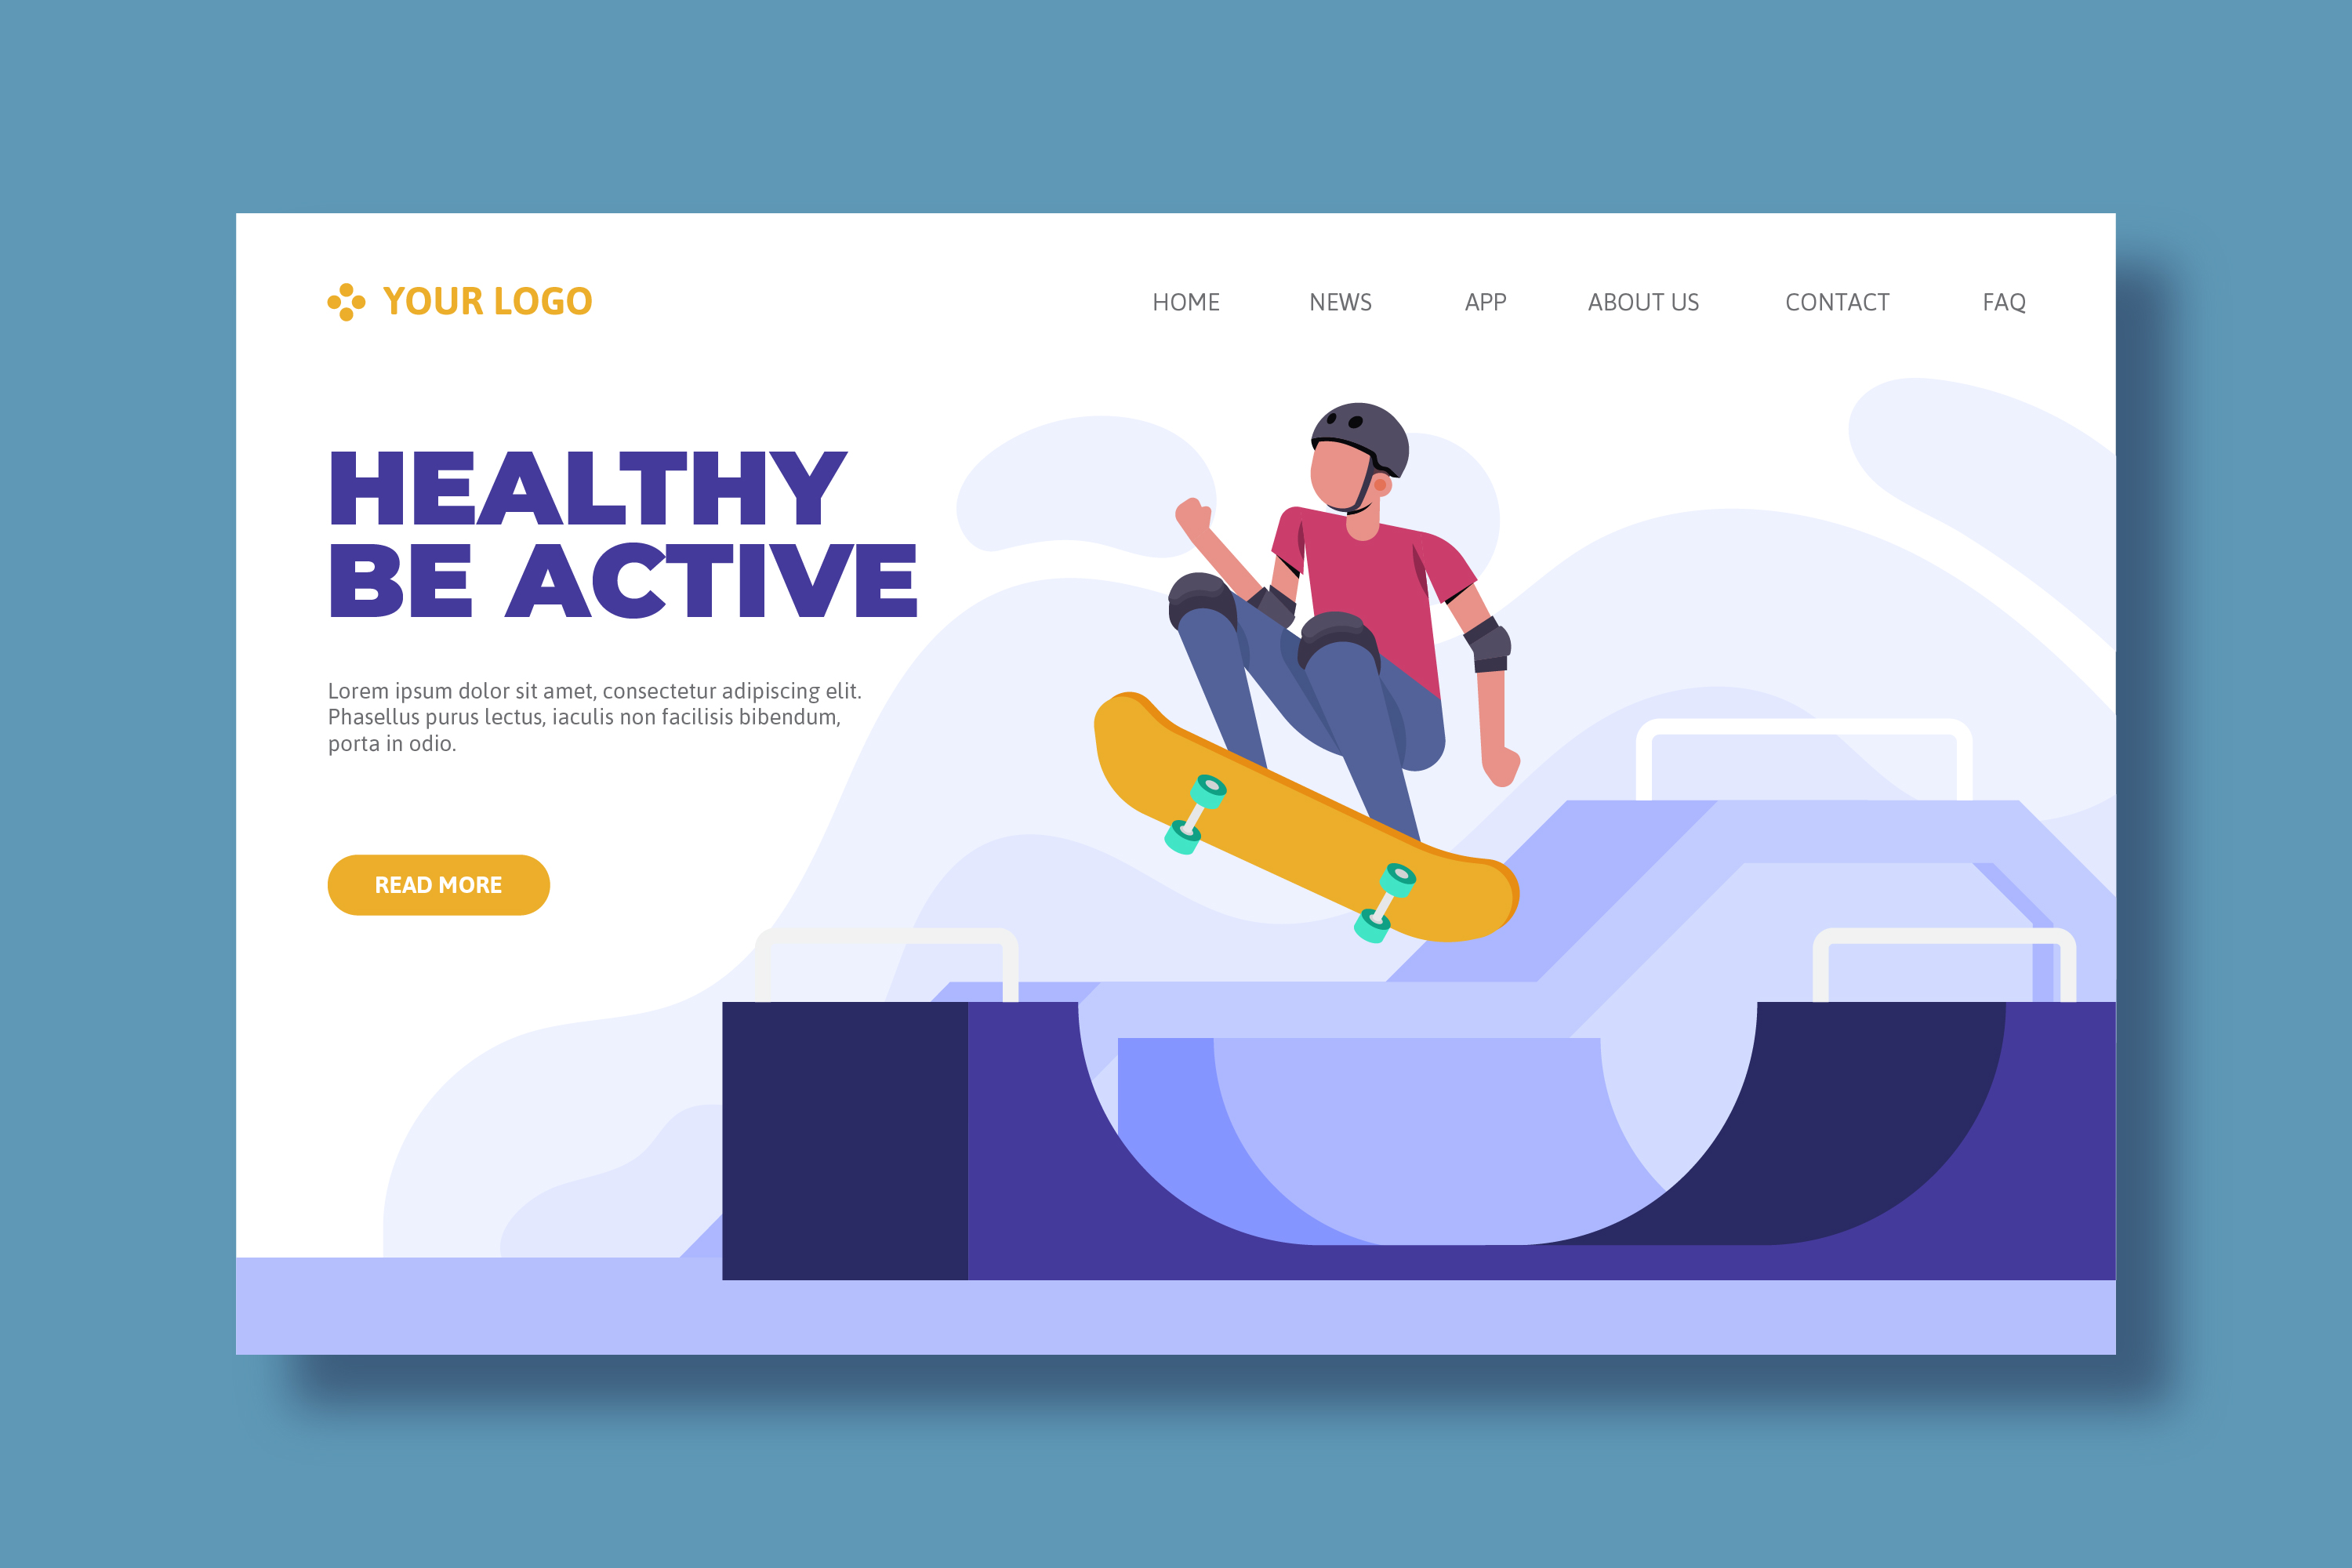 YOUR LOGO
HOME NEWS APP ABOUT US CONTACT FAQ
HEALTHY
BE ACTIVE
Lorem ipsum dolor sit amet, consectetur adipiscing elit.
Phasellus purus lectus, iaculis non facilisis bibendum,
porta in odio.
READ MORE